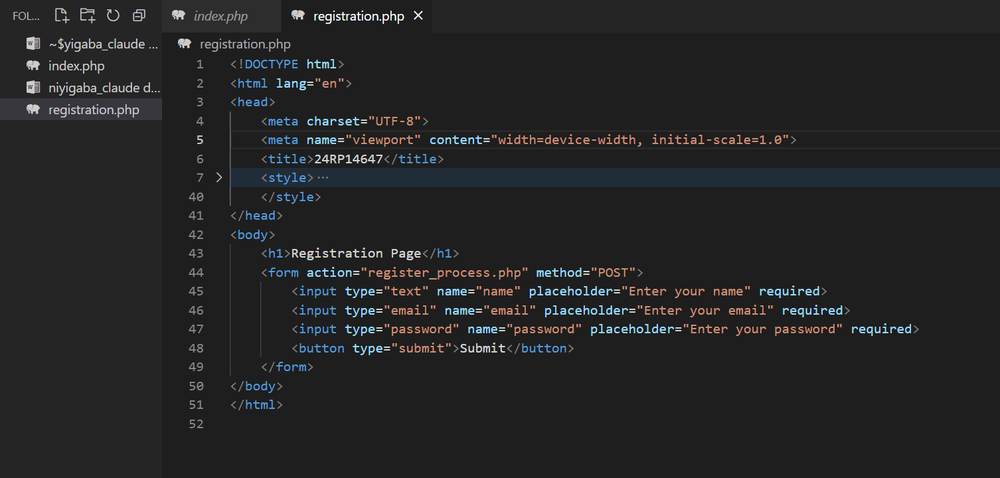 FOL...
~$yigaba_claude ...
index.php
niyigaba_claude d...
registration.php
index.php
registration.php
registration.php
1 <!DOCTYPE html>
2 <html lang="en">
3 <head>
4 <meta charset="UTF-8">
5 <meta name="viewport" content="width=device-width, initial-scale=1.0">
6 <title>24RP14647</title>
7 <style>...
40 </style>
41 </head>
42 <body>
43 <h1>Registration Page</h1>
44 <form action="register_process.php" method="POST">
45 <input type="text" name="name" placeholder="Enter your name" required>
46 <input type="email" name="email" placeholder="Enter your email" required>
47 <input type="password" name="password" placeholder="Enter your password" required>
48 <button type="submit">Submit</button>
49 </form>
50 </body>
51 </html>
52